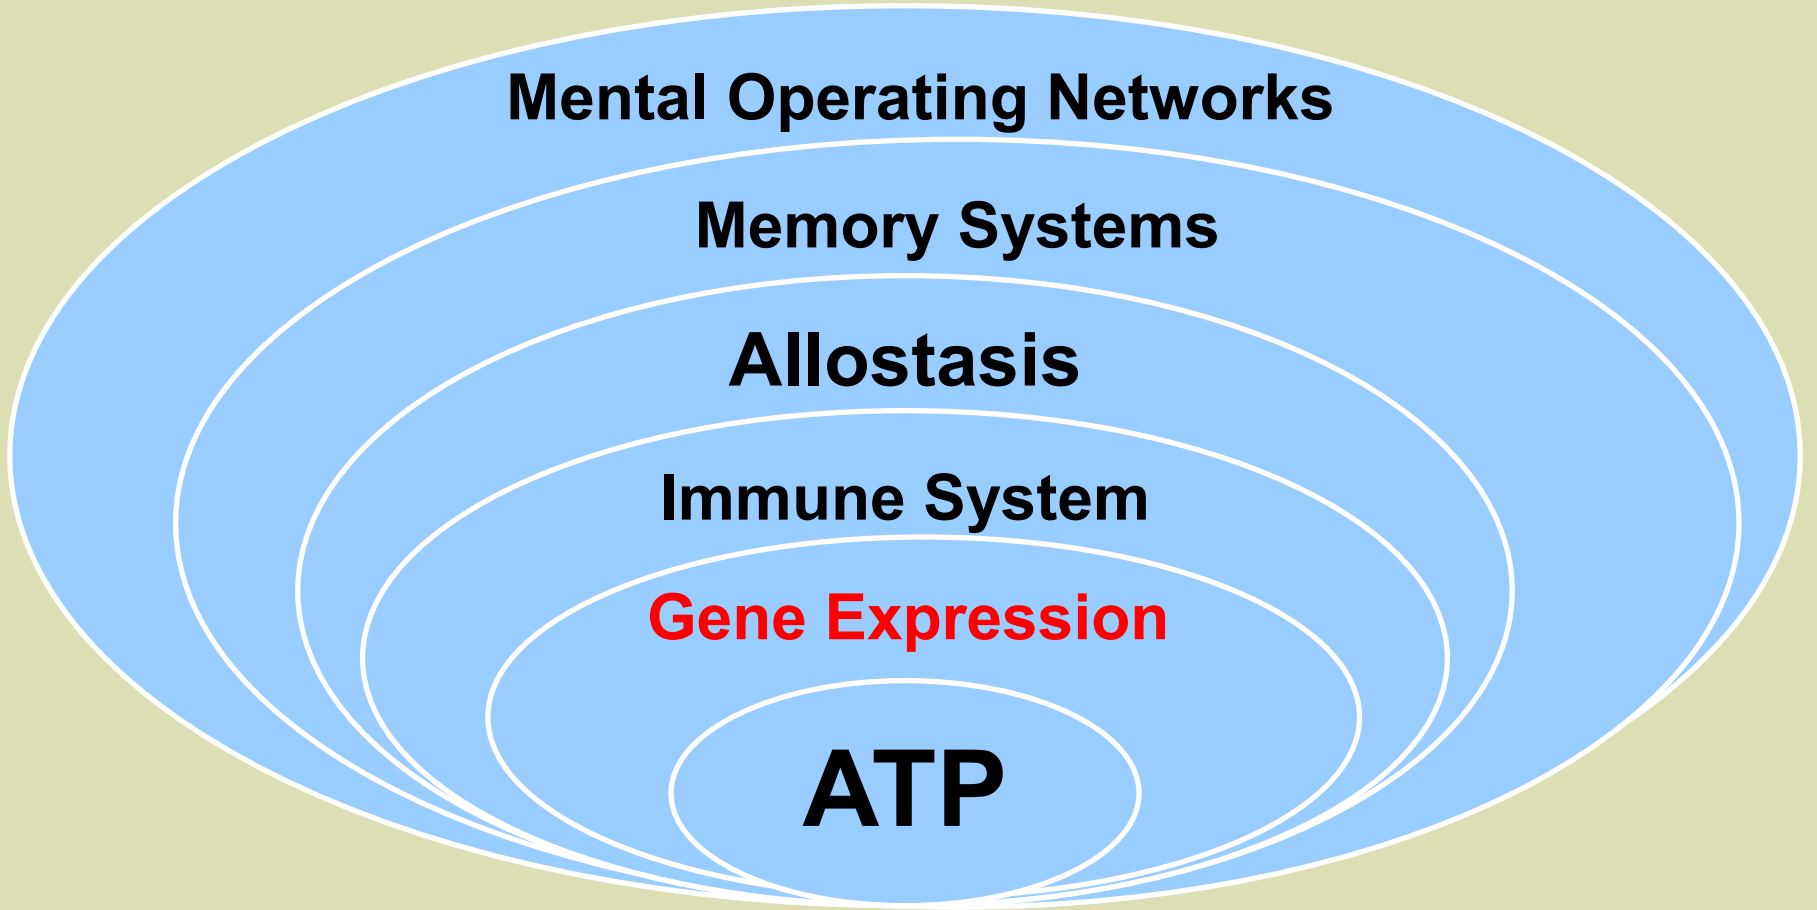 Mental Operating Networks
Memory Systems
Allostasis
Immune System
Gene Expression
ATP